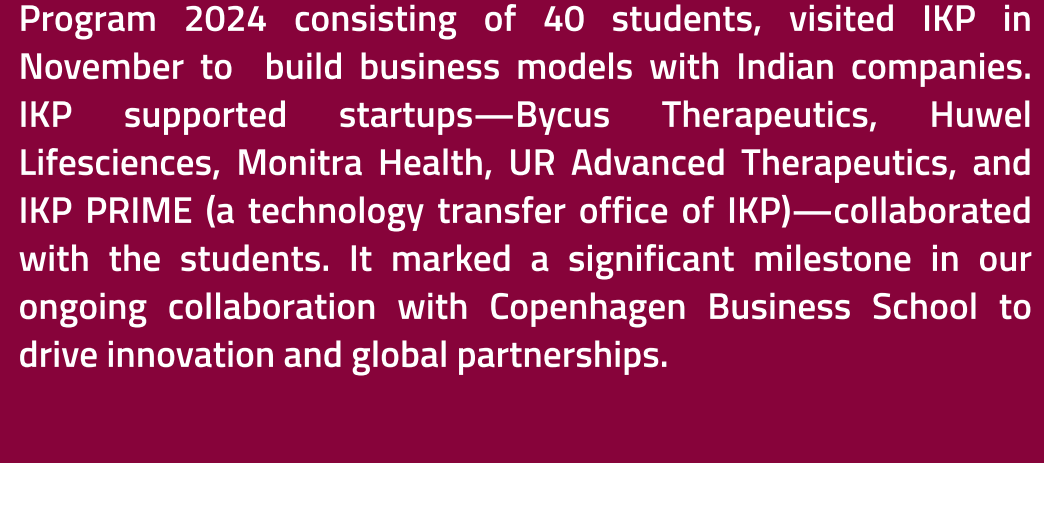 Program 2024 consisting of 40 students, visited IKP in
November to build business models with Indian companies.
IKP supported startups—Bycus Therapeutics, Huwel
Lifesciences, Monitra Health, UR Advanced Therapeutics, and
IKP PRIME (a technology transfer office of IKP)—collaborated
with the students. It marked a significant milestone in our
ongoing collaboration with Copenhagen Business School to
drive innovation and global partnerships.